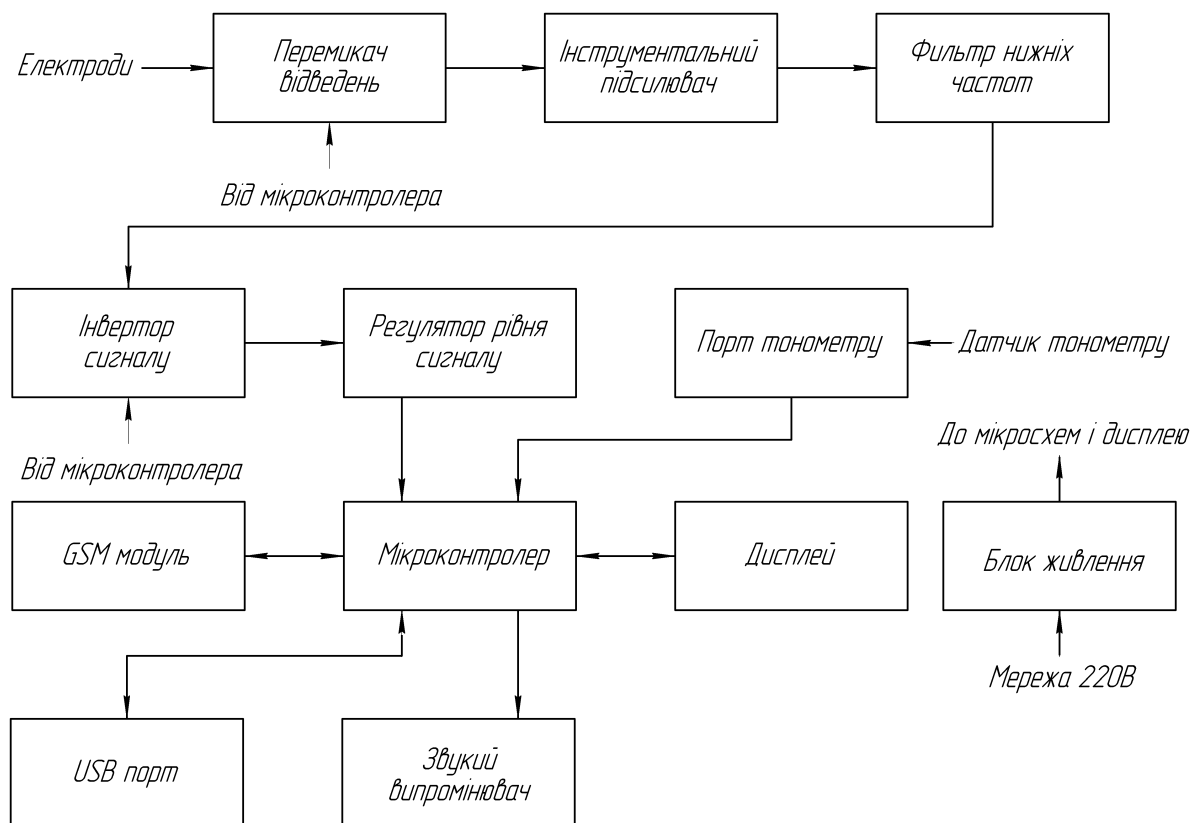 Електроди
Перемикач
відведень
Інструментальний
підсилювач
Фильтр нижніх
частот
Від мікроконтролера
Інвертор
сигналу
Регулятор рівня
сигналу
Порт тонометру
Датчик тонометру
Від мікроконтролера
До мікросхем і дисплею
GSM модуль
Мікроконтролер
Дисплей
Блок живлення
Мережа 220В
USB порт
Звукий
випромінювач